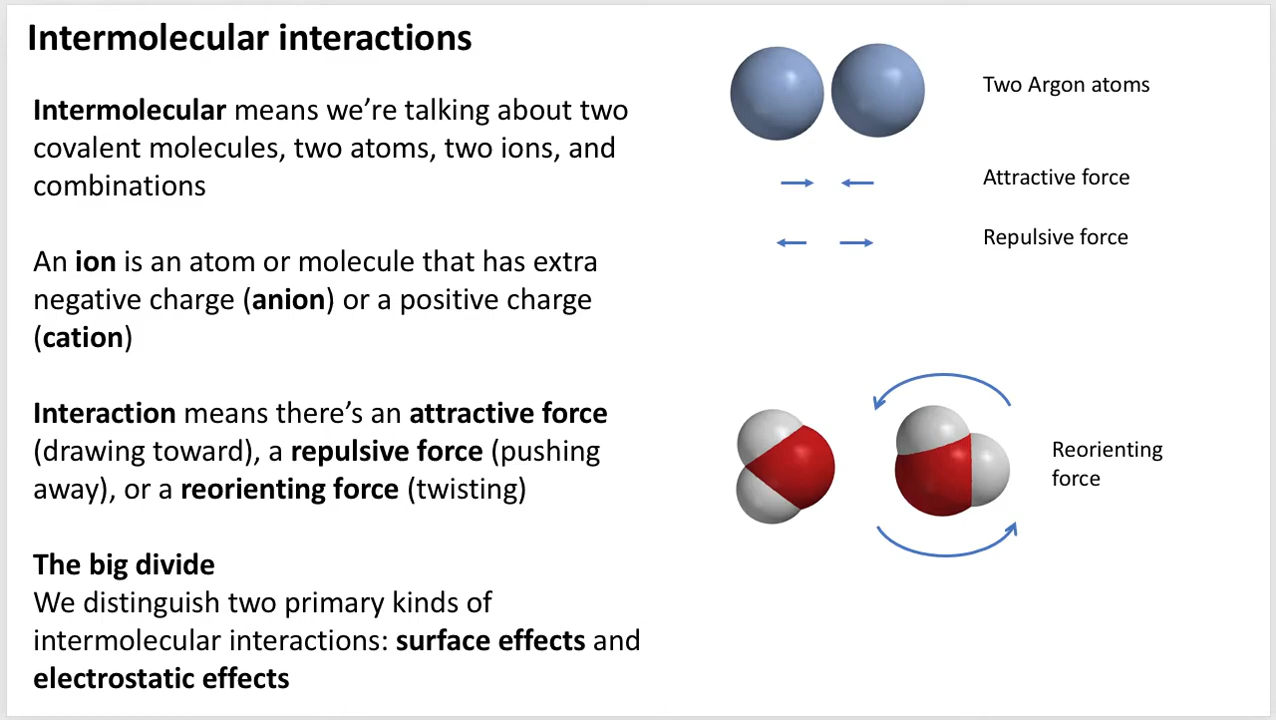 Intermolecular interactions
Intermolecular means we’re talking about two
covalent molecules, two atoms, two ions, and
combinations
An ion is an atom or molecule that has extra
negative charge (anion) or a positive charge
(cation)
Interaction means there’s an attractive force
(drawing toward), a repulsive force (pushing
away), or a reorienting force (twisting)
The big divide
We distinguish two primary kinds of
intermolecular interactions: surface effects and
electrostatic effects
Two Argon atoms
Attractive force
Repulsive force
Reorienting
force